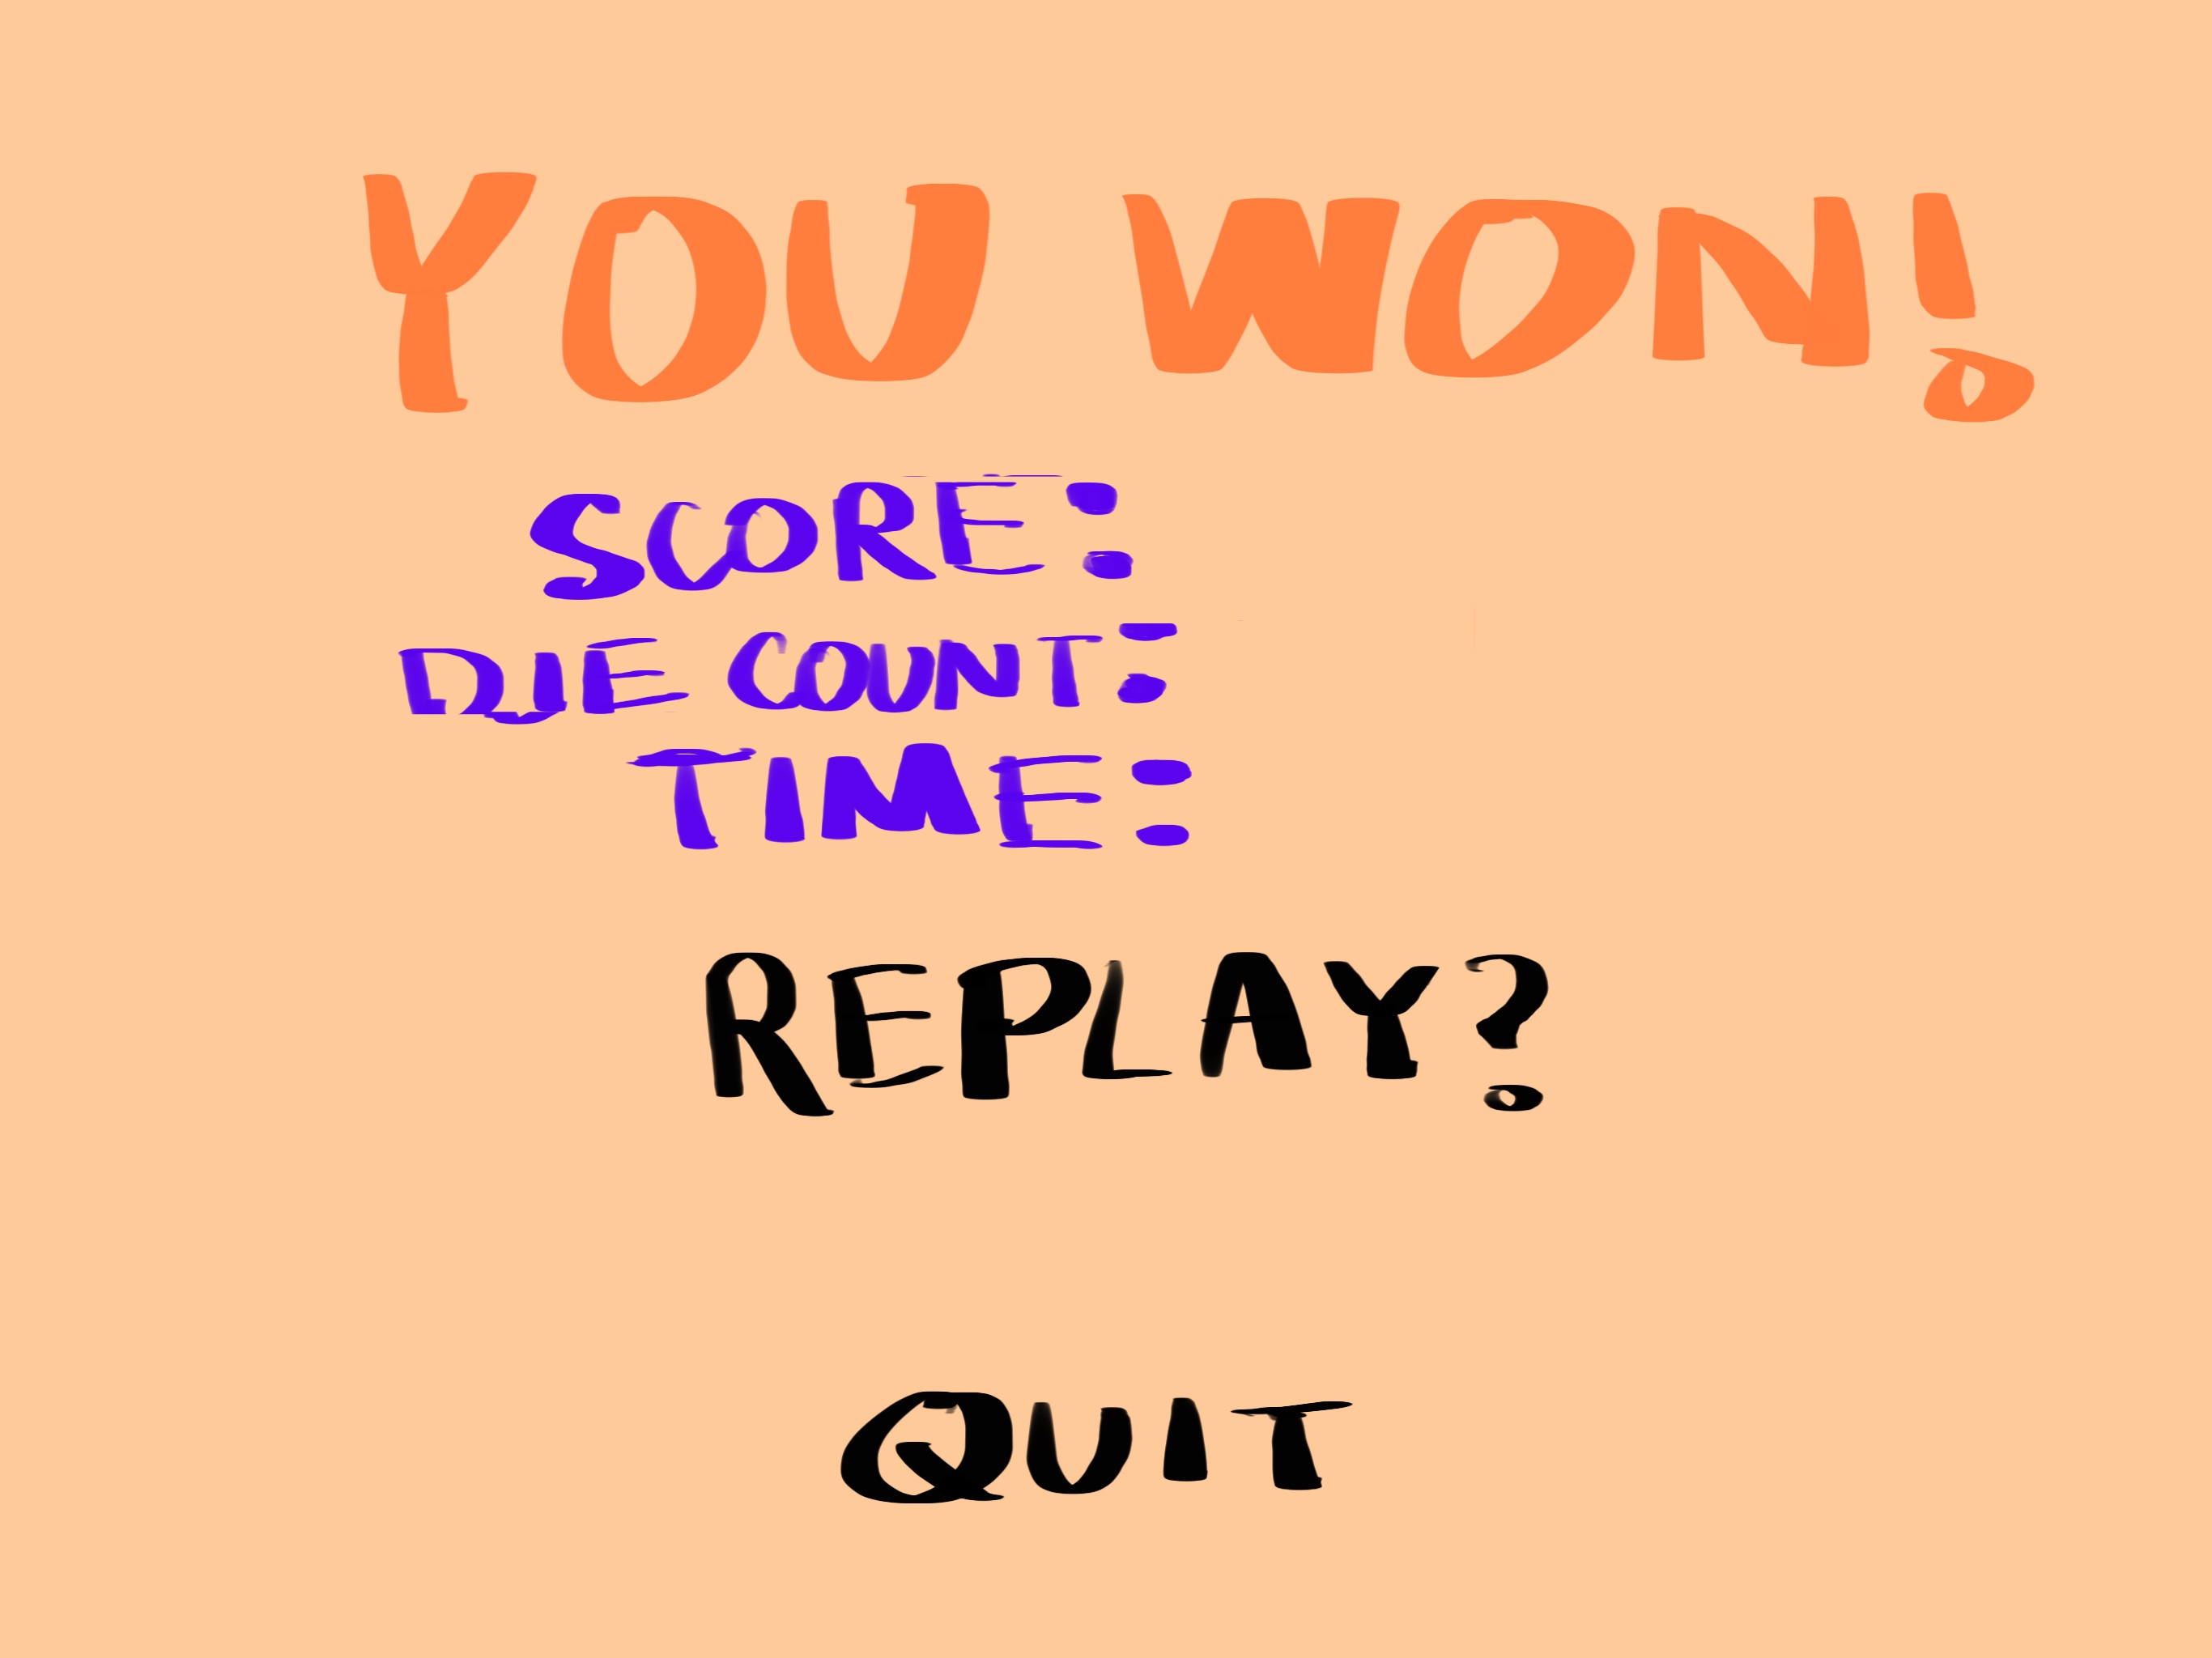 YOU WON!
SCORE:
DIE COUNT:
TIME:
REPLAY?
QUIT